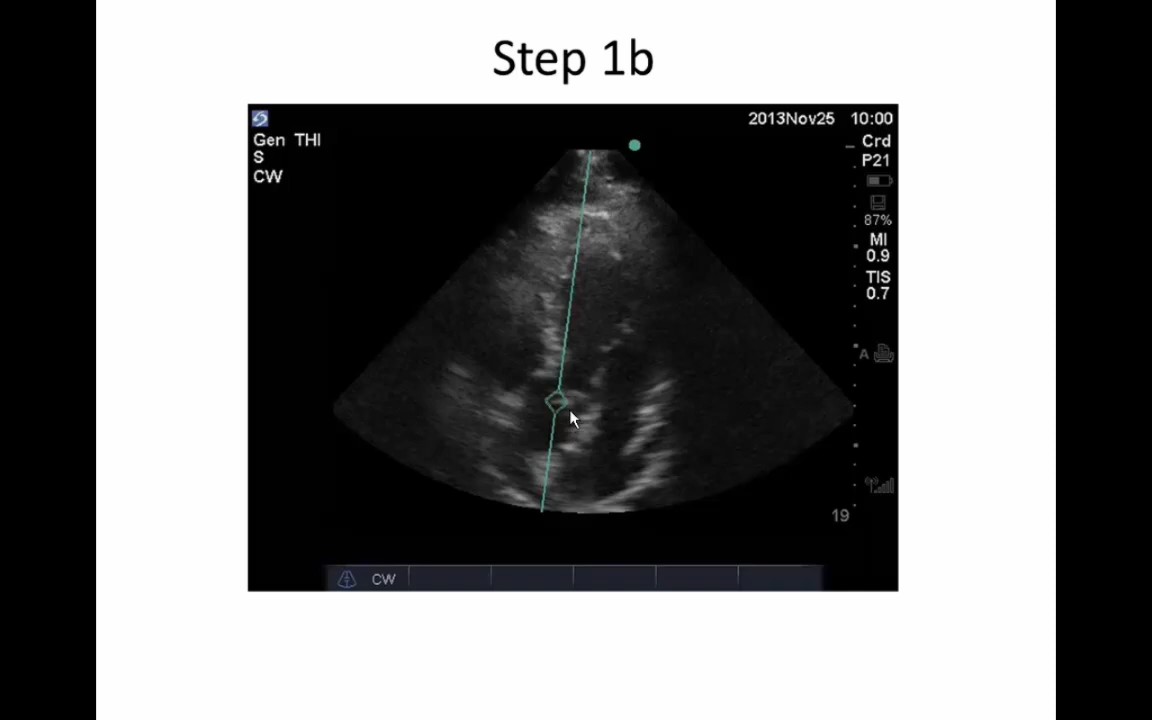 Step 1b
2013Nov25 10:00
Gen THI
S
CW
Crd
P21
87%
MI
0.9
TIS
0.7
A
19
CW